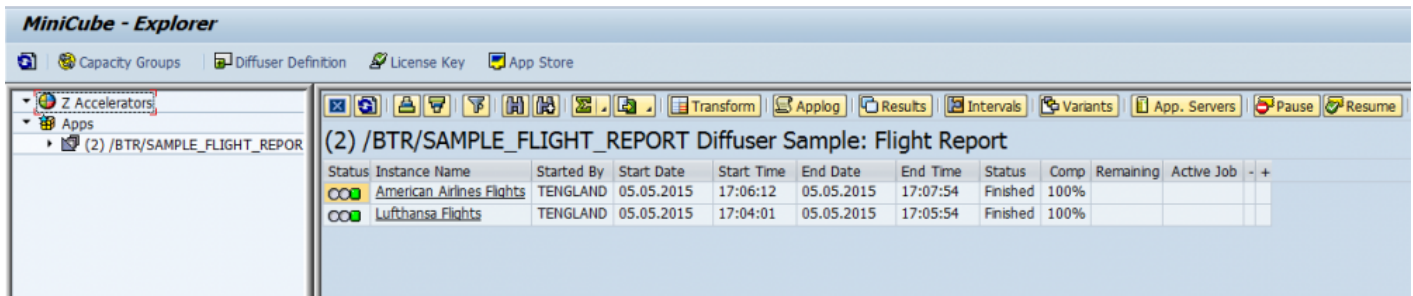 MiniCube - Explorer
Capacity Groups Diffuser Definition License Key App Store
Z Accelerators
Apps
(2) /BTR/SAMPLE_FLIGHT_REPOR
Transform Applog Results Intervals Variants App. Servers Pause Resume
(2) /BTR/SAMPLE_FLIGHT_REPORT Diffuser Sample: Flight Report
Status Instance Name Started By Start Date Start Time End Date End Time Status Comp Remaining Active Job - +
American Airlines Flights TENGLAND 05.05.2015 17:06:12 05.05.2015 17:07:54 Finished 100%
Lufthansa Flights TENGLAND 05.05.2015 17:04:01 05.05.2015 17:05:54 Finished 100%